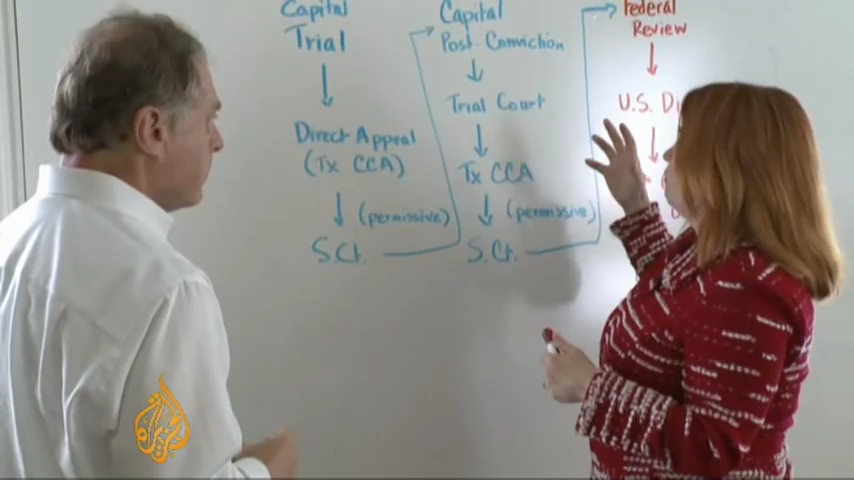 Capital
Trial
Direct Appeal
(Tx CCA)
(permissive)
S.Ct.
Capital
Post-Conviction
Trial Court
Tx CCA
(permissive)
S.Ct.
Federal
Review
U.S.
الجزيرة